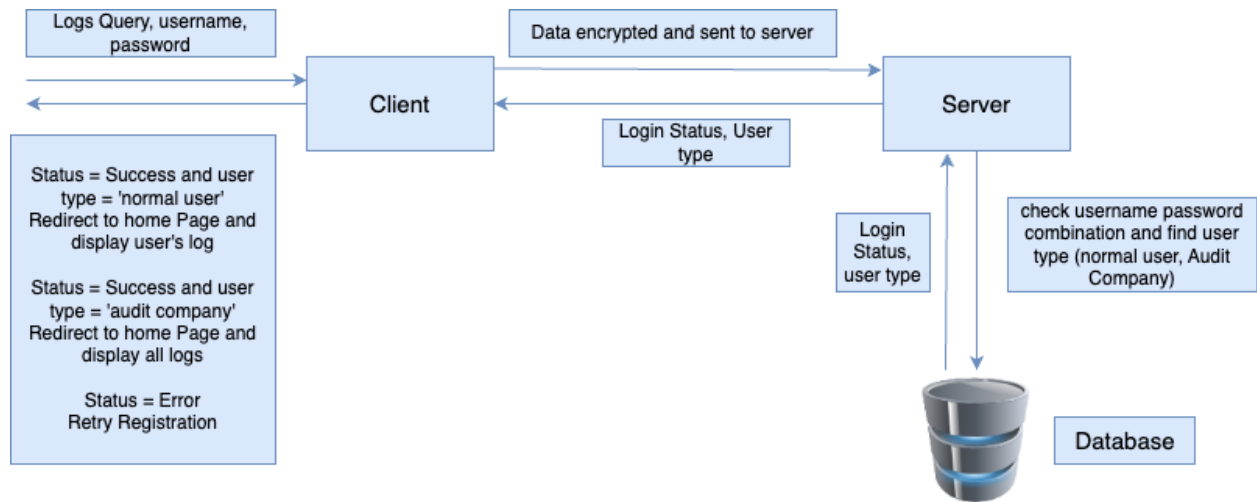 Logs Query, username,
password
Data encrypted and sent to server
Client
Server
Login Status, User
type
Status = Success and user
type = 'normal user'
Redirect to home Page and
display user's log
Status = Success and user
type = 'audit company'
Redirect to home Page and
display all logs
Status = Error
Retry Registration
Login
Status,
user type
check username password
combination and find user
type (normal user, Audit
Company)
Database